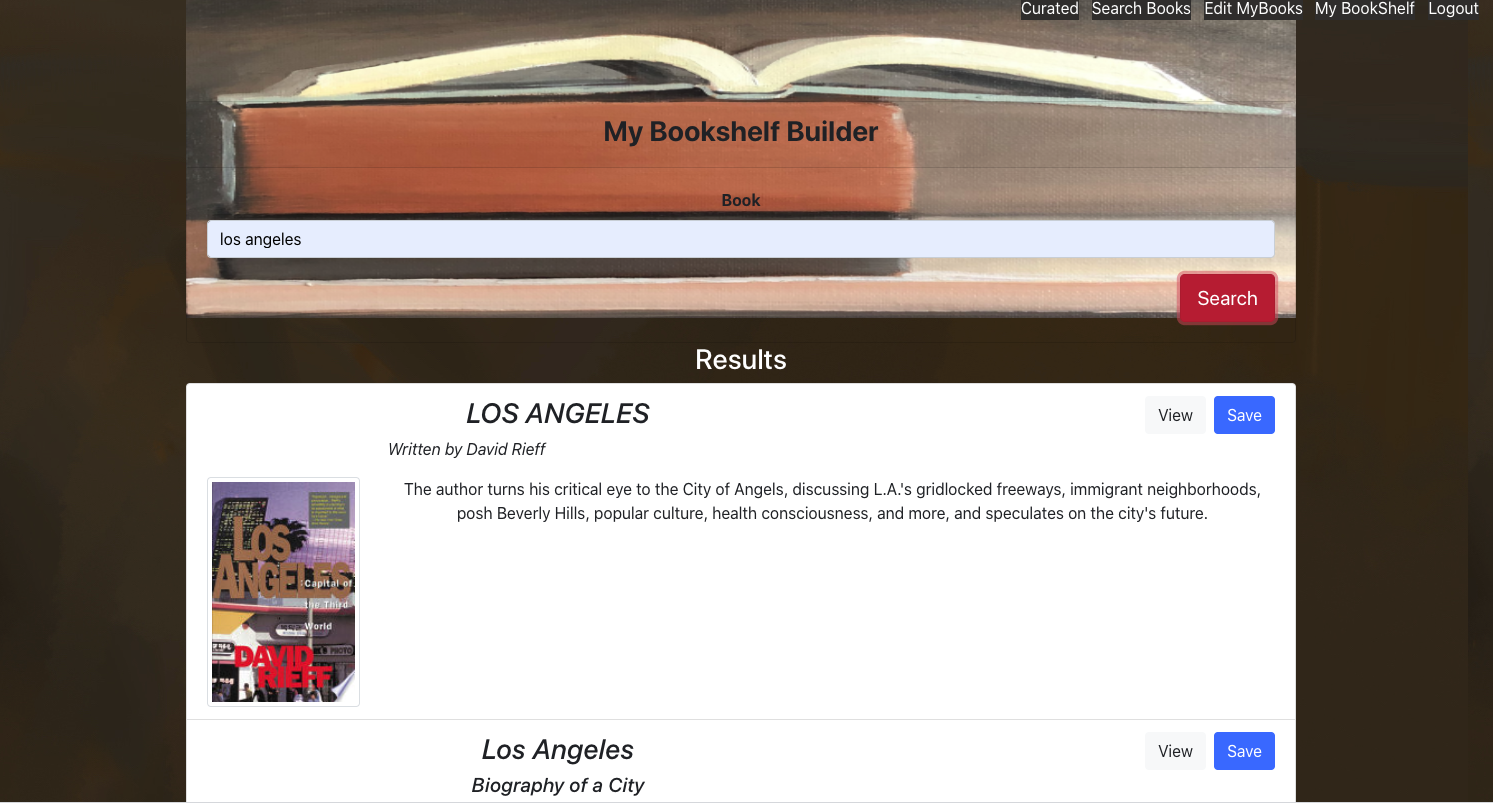 Curated Search Books Edit MyBooks My BookShelf Logout
My Bookshelf Builder
Book
los angeles
Search
Results
LOS ANGELES
View Save
Written by David Rieff
The author turns his critical eye to the City of Angels, discussing L.A.'s gridlocked freeways, immigrant neighborhoods,
posh Beverly Hills, popular culture, health consciousness, and more, and speculates on the city's future.
LOS
ANGELES
Capital of
the Third
World
DAVID
RIEFF
Los Angeles
View Save
Biography of a City